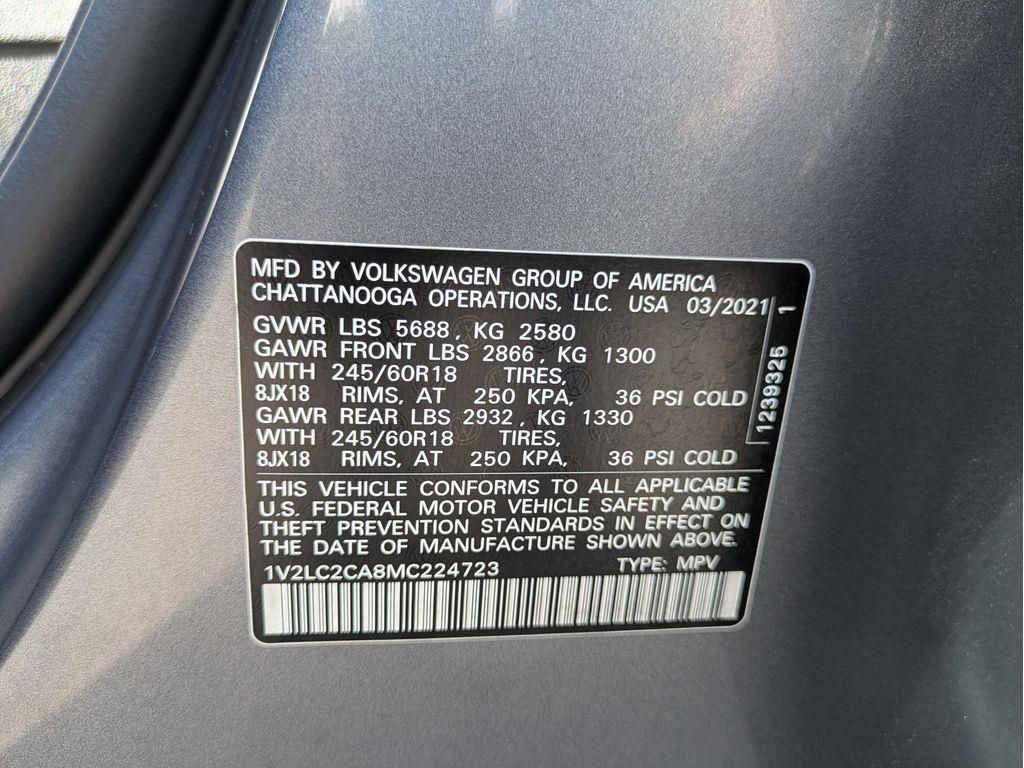 MFD BY VOLKSWAGEN GROUP OF AMERICA
CHATTANOOGA OPERATIONS, LLC. USA 03/2021
GVWR LBS 5688, KG 2580
GAWR FRONT LBS 2866, KG 1300
WITH 245/60R18 TIRES,
8JX18 RIMS, AT 250 KPA, 36 PSI COLD
GAWR REAR LBS 2932, KG 1330
WITH 245/60R18 TIRES,
8JX18 RIMS, AT 250 KPA, 36 PSI COLD
1239325 1
THIS VEHICLE CONFORMS TO ALL APPLICABLE
U.S. FEDERAL MOTOR VEHICLE SAFETY AND
THEFT PREVENTION STANDARDS IN EFFECT ON
THE DATE OF MANUFACTURE SHOWN ABOVE.
1V2LC2CA8MC224723 TYPE: MPV